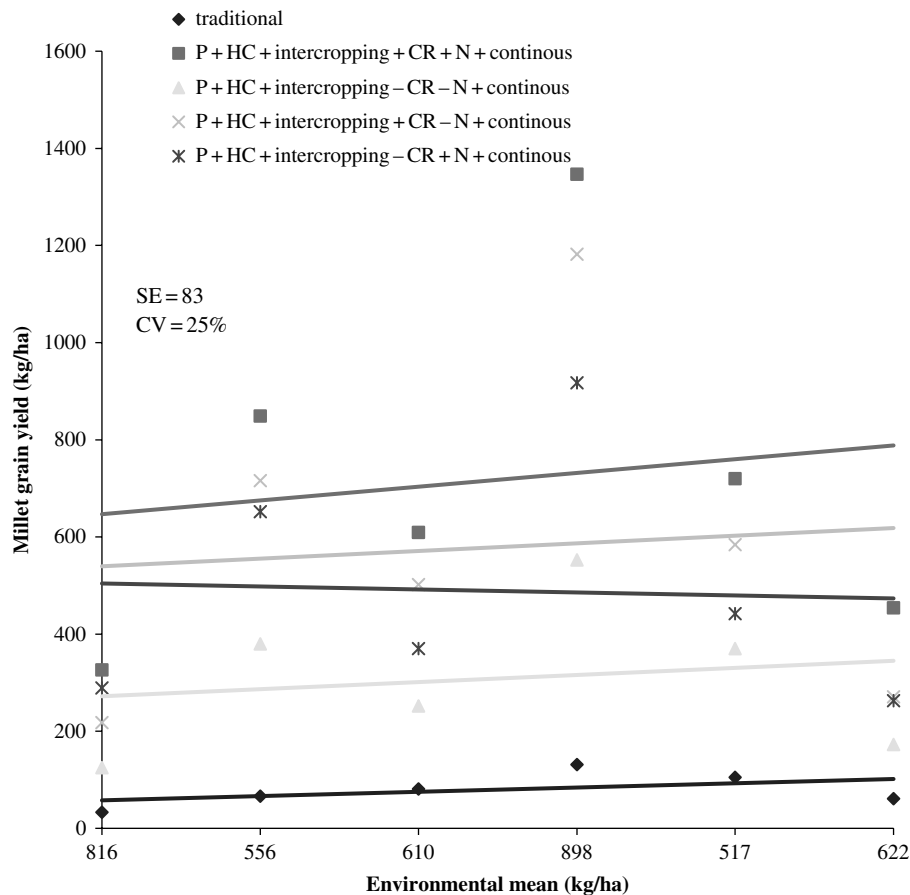 traditional
P + HC + intercropping + CR + N + continous
P + HC + intercropping – CR – N + continous
P + HC + intercropping + CR – N + continous
P + HC + intercropping – CR + N + continous
1600
1400
1200
1000
800
600
400
200
0
SE = 83
CV = 25%
Millet grain yield (kg/ha)
816 556 610 898 517 622
Environmental mean (kg/ha)